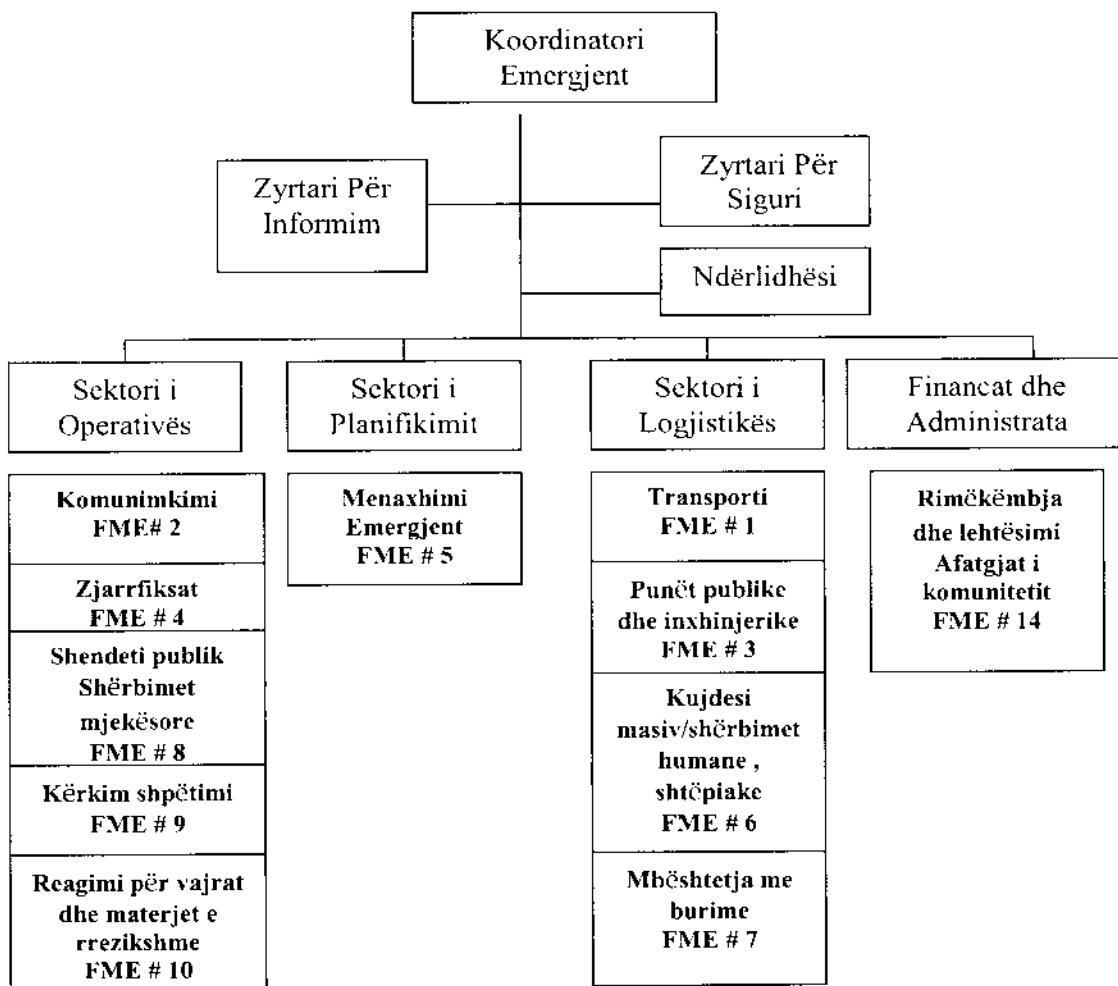 Koordinatori
Emergjent
Zyrtari Për
Informim
Zyrtari Për
Siguri
Ndërlidhësi
Sektori i
Operativës
Sektori i
Planifikimit
Sektori i
Logjistikës
Financat dhe
Administrata
Komunimkimi
FME# 2
Zjarrfiksat
FME # 4
Shendeti publik
Shërbimet
mjekësore
FME # 8
Kërkim shpëtimi
FME # 9
Reagimi për vajrat
dhe materjet e
rrezikshme
FME # 10
Menaxhimi
Emergjent
FME # 5
Transporti
FME # 1
Punët publike
dhe inxhinjerike
FME # 3
Kujdesi
masiv/shërbimet
humane ,
shtëpiake
FME # 6
Mbështetja me
burime
FME # 7
Rimëkëmbja
dhe lehtësimi
Afatgjat i
komunitetit
FME # 14